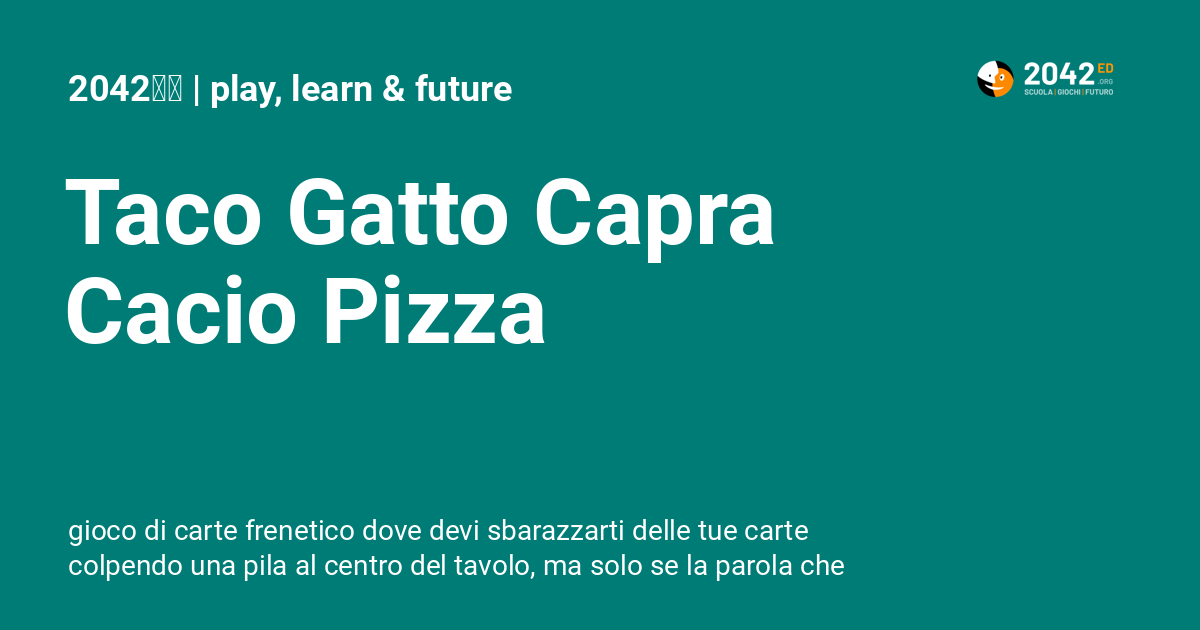 2042 | play, learn & future
2042 ED
.ORG
SCUOLA | GIOCHI | FUTURO
Taco Gatto Capra
Cacio Pizza
gioco di carte frenetico dove devi sbarazzarti delle tue carte
colpendo una pila al centro del tavolo, ma solo se la parola che